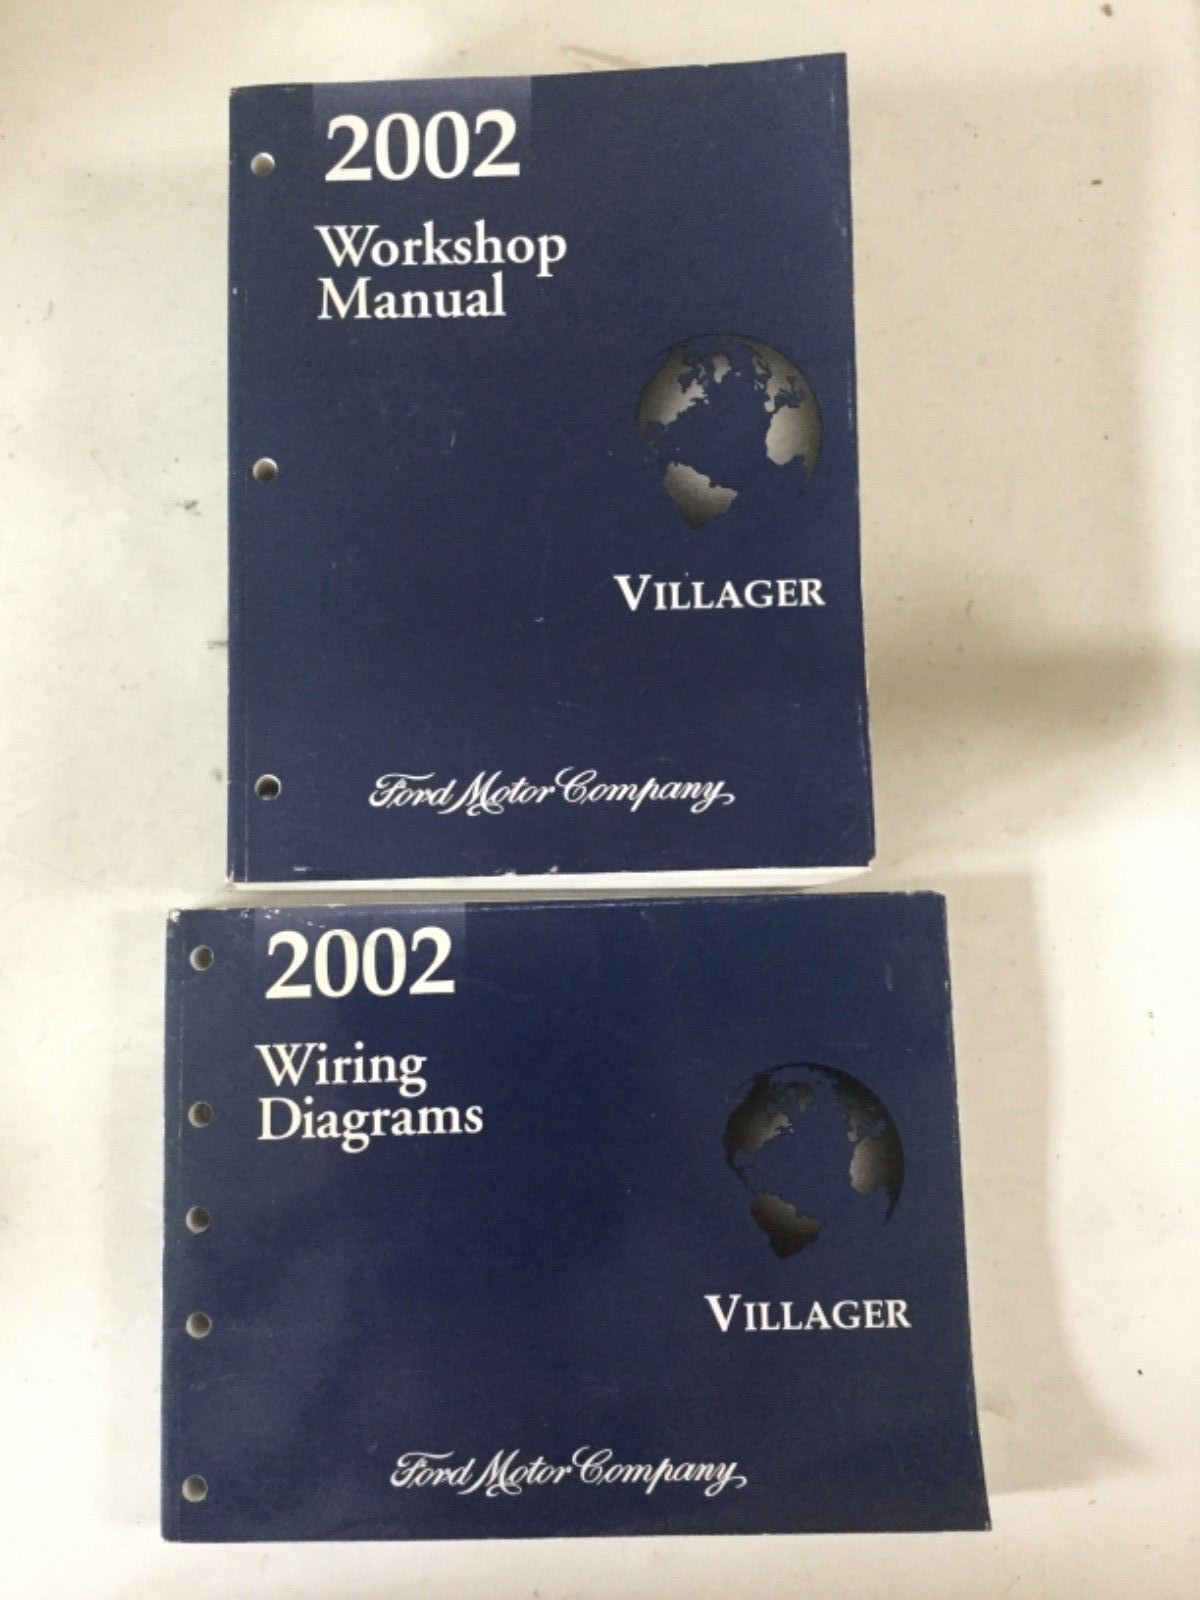 2002
Workshop
Manual
VILLAGER
Ford Motor Company
2002
Wiring
Diagrams
VILLAGER
Ford Motor Company